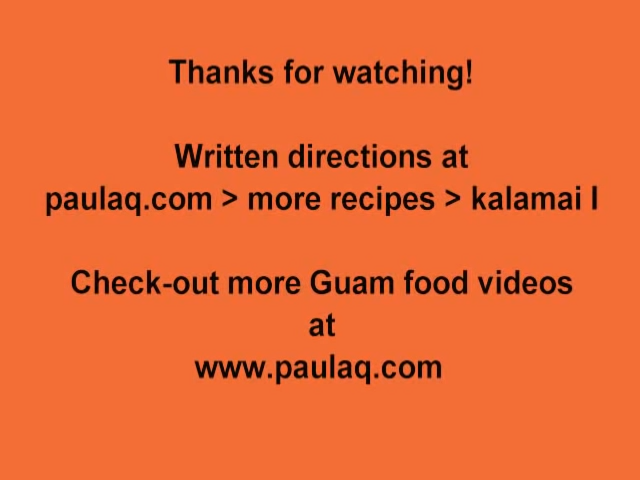 Thanks for watching!
Written directions at
paulaq.com > more recipes > kalamai I
Check-out more Guam food videos
at
www.paulaq.com